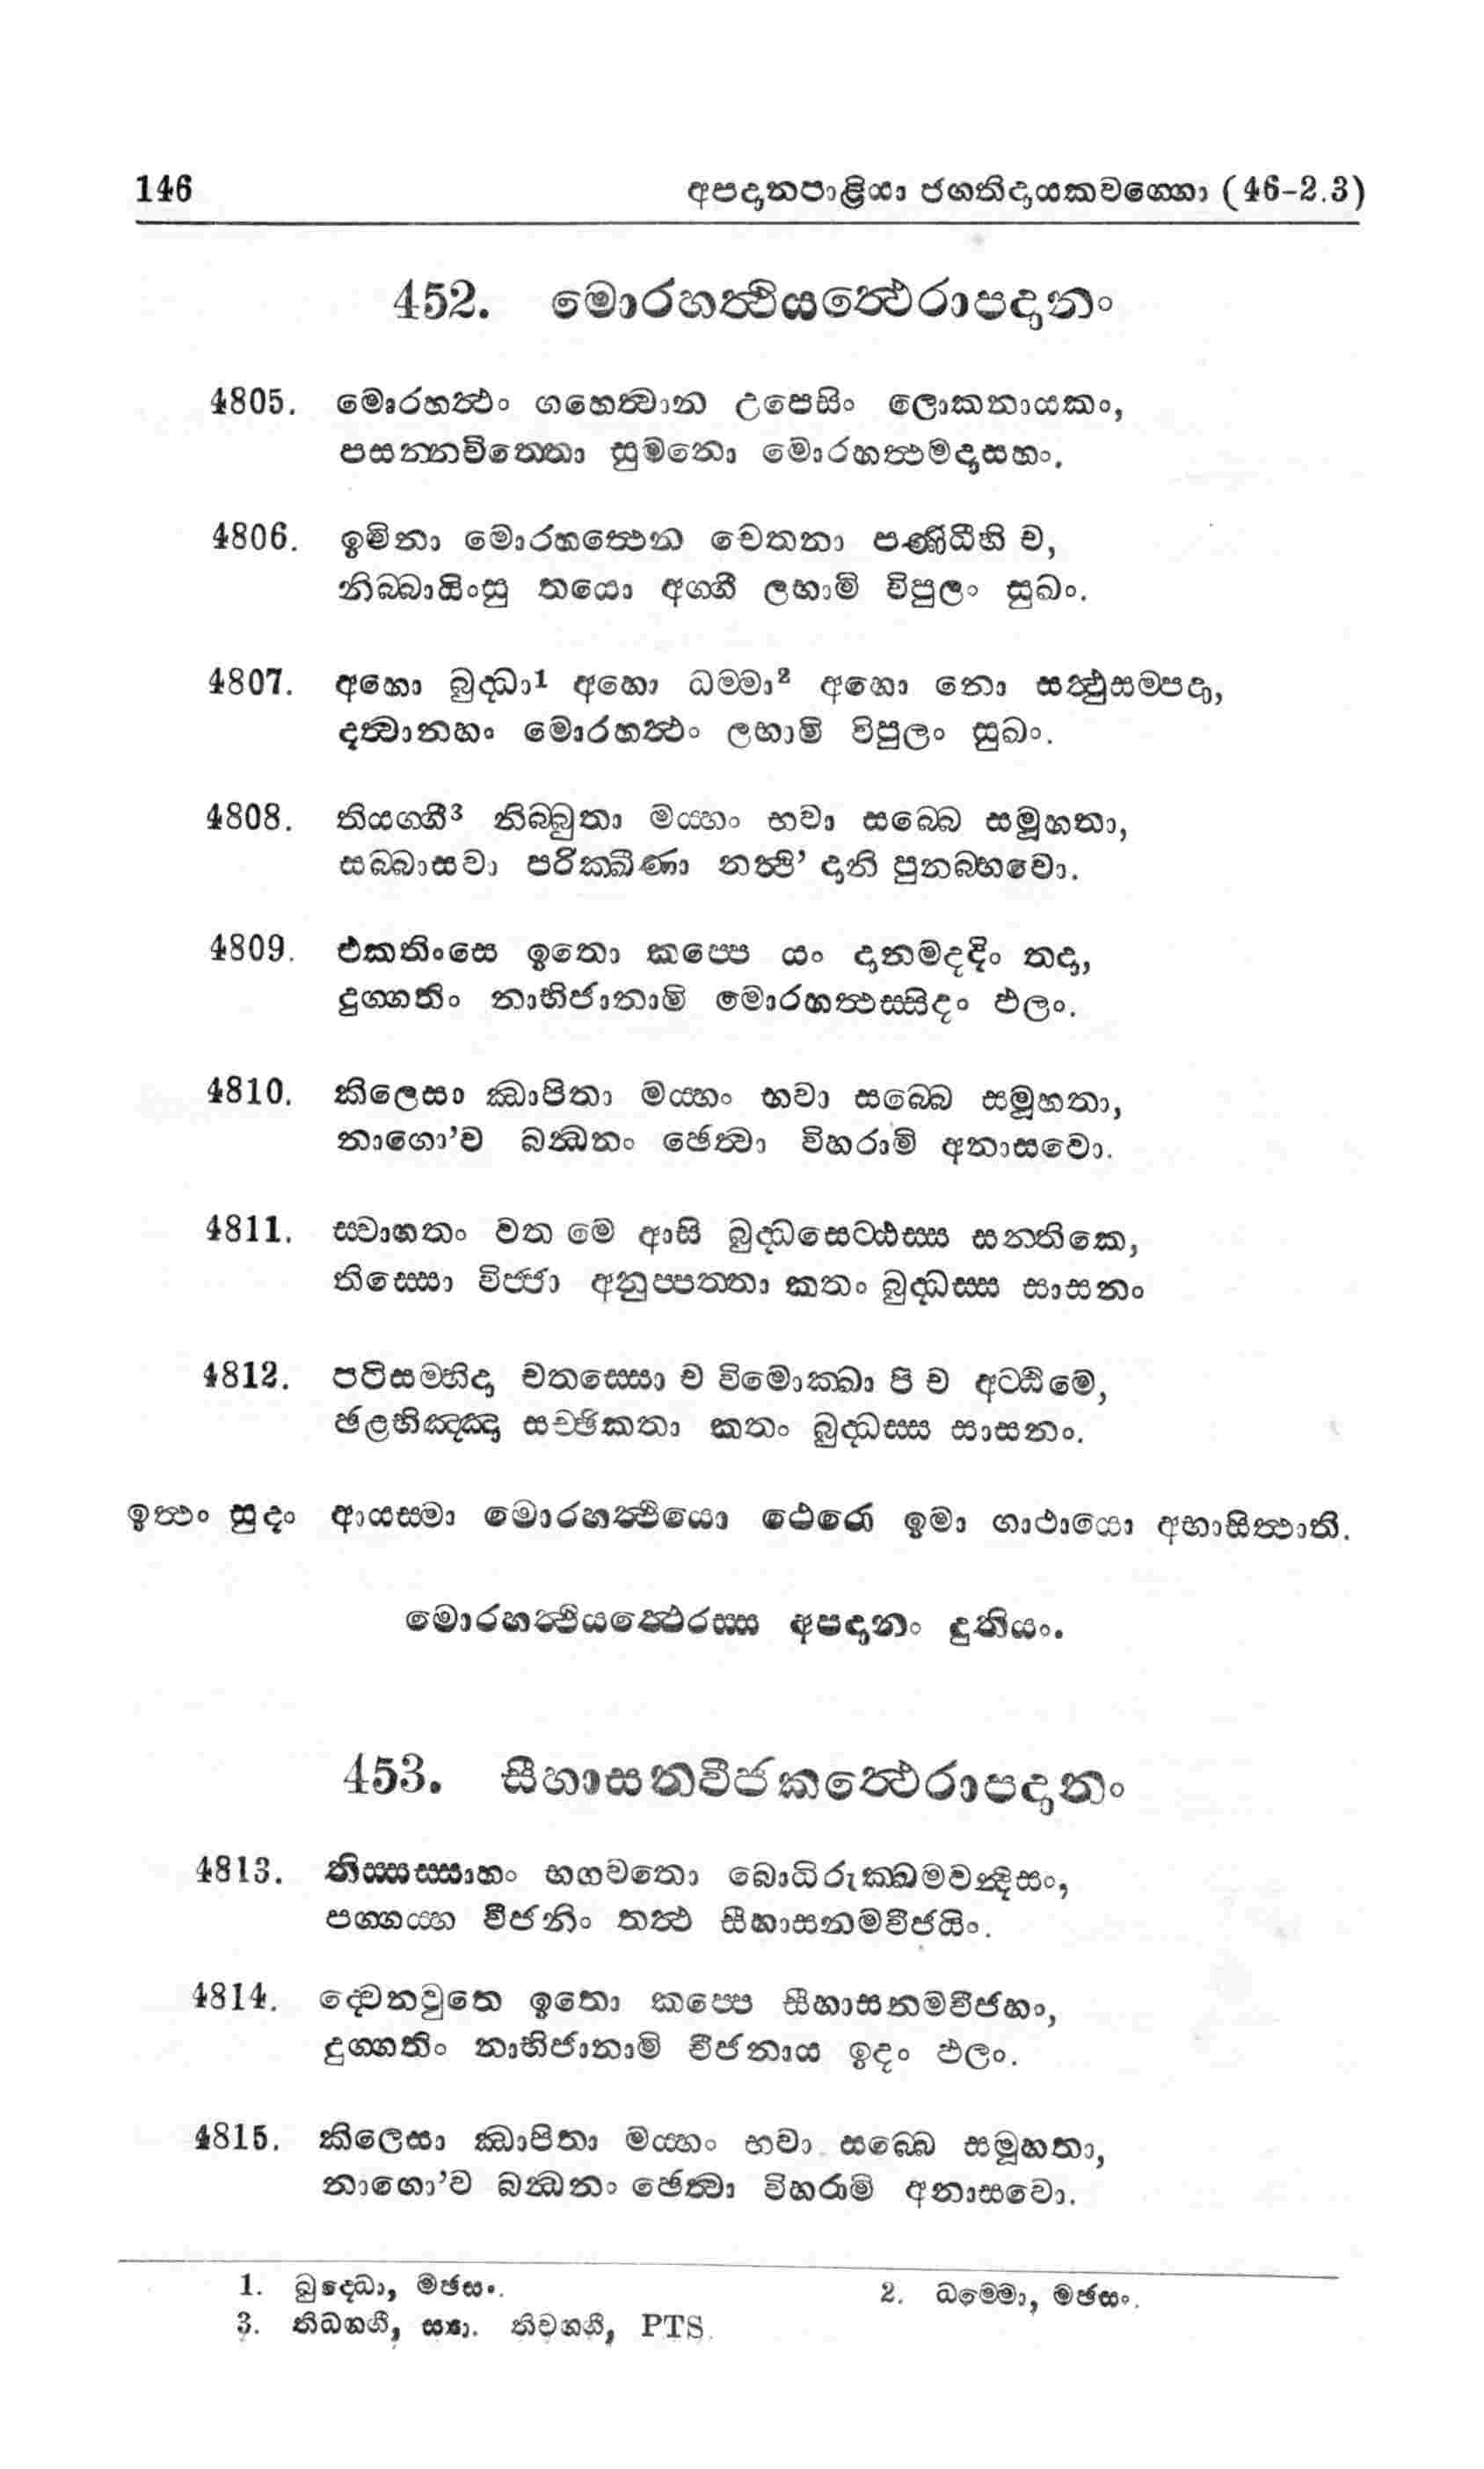 146 අපදානපාළියා ජගතිදායකවග්ගො (46-2.3)
452. මොරහත්ථියත්ථෙරාපදානං
4805. මොරහත්ථං ගහෙත්වාන උපෙසිං ලොකනායකං,
පසන්නචිත්තො සුමනො මොරහත්ථමදාසහං.
4806. ඉමිනා මොරහත්ථෙන චෙතනා පණිධීහි ච,
නිබ්බායිංසු තයො අග්ගී ලභාමි විපුලං සුඛං.
4807. අහො බුද්ධා1 අහො ධම්මා2 අහො නො සත්ථුසම්පදා,
දත්වානහං මොරහත්ථං ලභාමි විපුලං සුඛං.
4808. තියග්ගී3 නිබ්බුතා මය්හං භවා සබ්බෙ සමූහතා,
සබ්බාසවා පරික්ඛීණා නත්ථි’ දානි පුනබ්භවො.
4809. එකතිංසෙ ඉතො කප්පෙ යං දානමදදිං තදා,
දුග්ගතිං නාභිජානාමි මොරහත්ථස්සිදං ඵලං.
4810. කිලෙසා ඣාපිතා මය්හං භවා සබ්බෙ සමූහතා,
නාගො’ව බන්ධනං ඡෙත්වා විහරාමි අනාසවො.
4811. ස්වාගතං වත මෙ ආසි බුද්ධසෙට්ඨස්ස සන්තිකෙ,
තිස්සො විජ්ජා අනුප්පත්තා කතං බුද්ධස්ස සාසනං
4812. පටිසම්භිදා චතස්සො ච විමොක්ඛා පි ච අට්ඨිමෙ,
ඡළභිඤ්ඤා සච්ඡිකතා කතං බුද්ධස්ස සාසනං.
ඉත්ථං සුදං ආයස්මා මොරහත්ථියො ථෙරො ඉමා ගාථායො අභාසිත්ථාති.
මොරහත්ථියත්ථෙරස්ස අපදානං දුතියං.
453. සීහාසනවීජකත්ථෙරාපදානං
4813. තිස්සස්සාහං භගවතො බොධිරුක්ඛමවන්දිසං,
පග්ගය්හ වීජනිං තත්ථ සීහාසනමවීජයිං.
4814. ද්වෙනවුතෙ ඉතො කප්පෙ සීහාසනමවීජහං,
දුග්ගතිං නාභිජානාමි වීජනාය ඉදං ඵලං.
4815. කිලෙසා ඣාපිතා මය්හං භවා සබ්බෙ සමූහතා,
නාගො’ව බන්ධනං ඡෙත්වා විහරාමි අනාසවො.
1. බුද්ධො, මඡසං. 2. ධම්මො, මඡසං.
3. තිධග්ගී, ස්‍යා. තිවග්ගී, PTS.